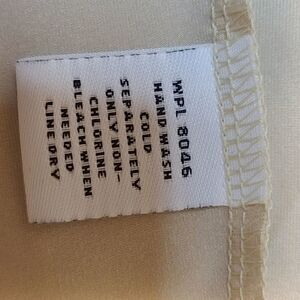 WPL 8046
HAND WASH
COLD
SEPARATELY
ONLY NON-
CHLORINE
BLEACH WHEN
NEEDED
LINE DRY